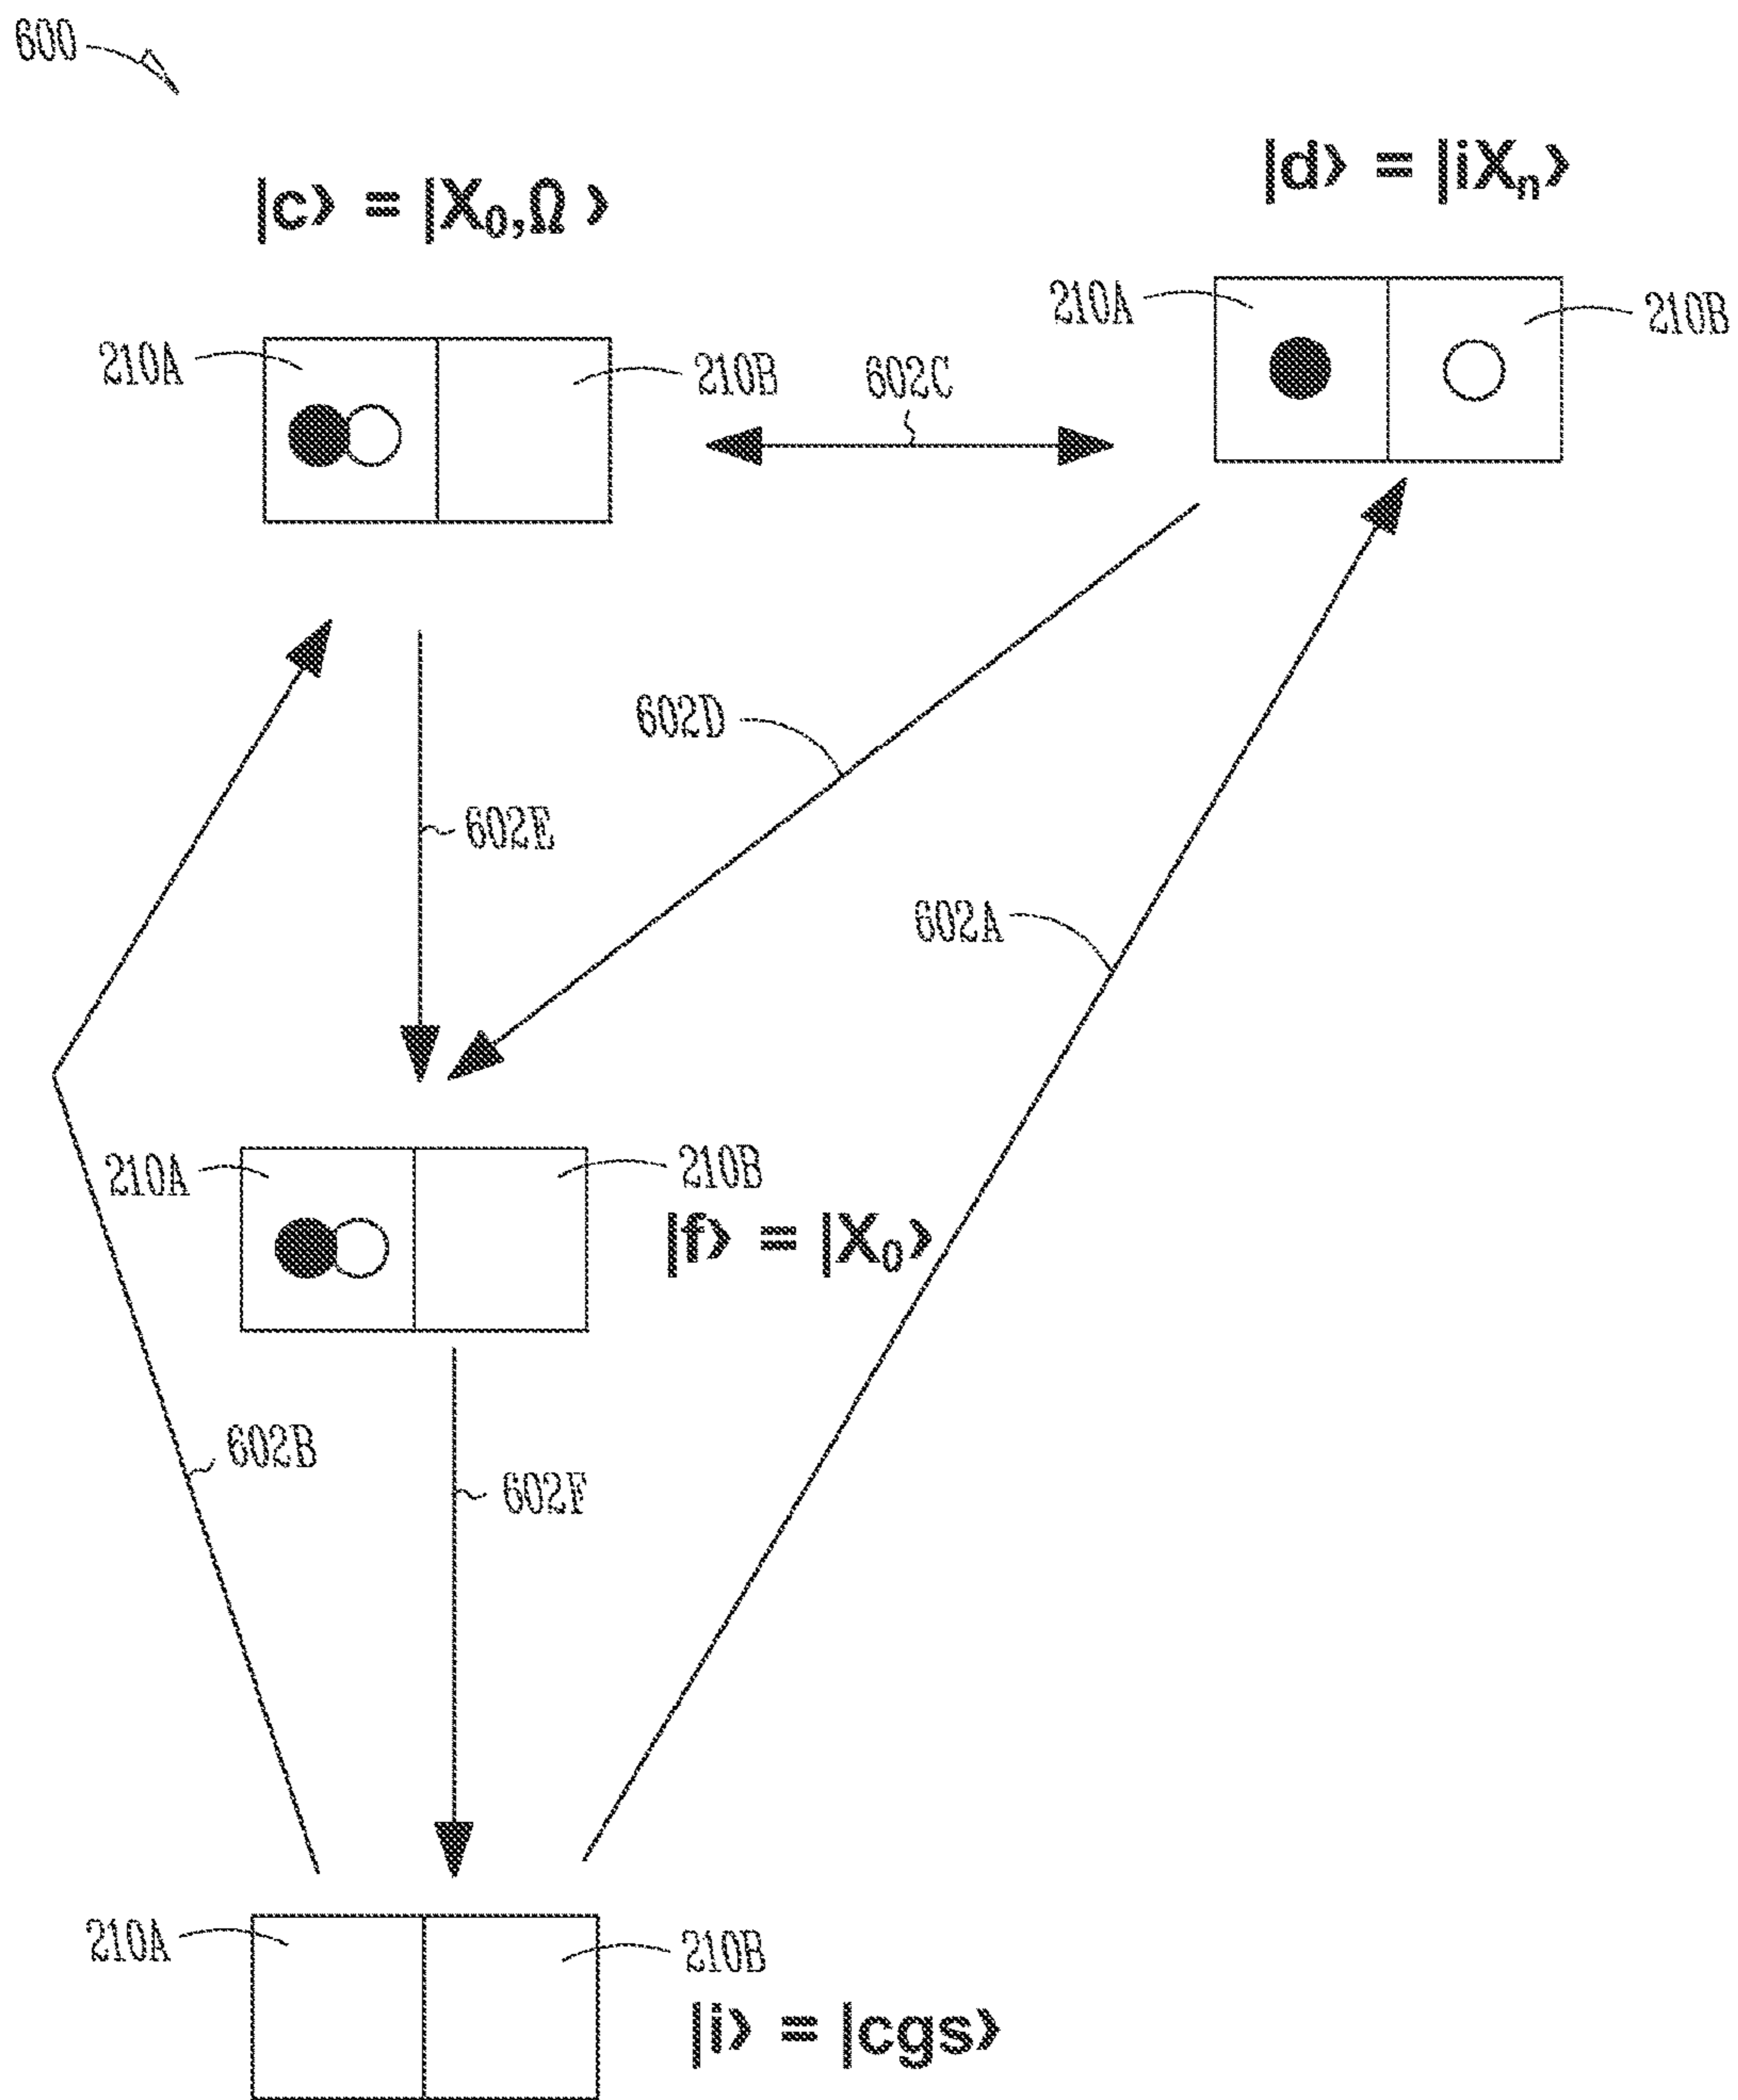 600
|c⟩ = |X₀,Ω ⟩
|d⟩ = |iXₙ⟩
210A
210B
210A
210B
602C
602D
602E
602A
210A
210B
|f⟩ = |X₀⟩
602B
602F
210A
210B
|i⟩ = |cgs⟩